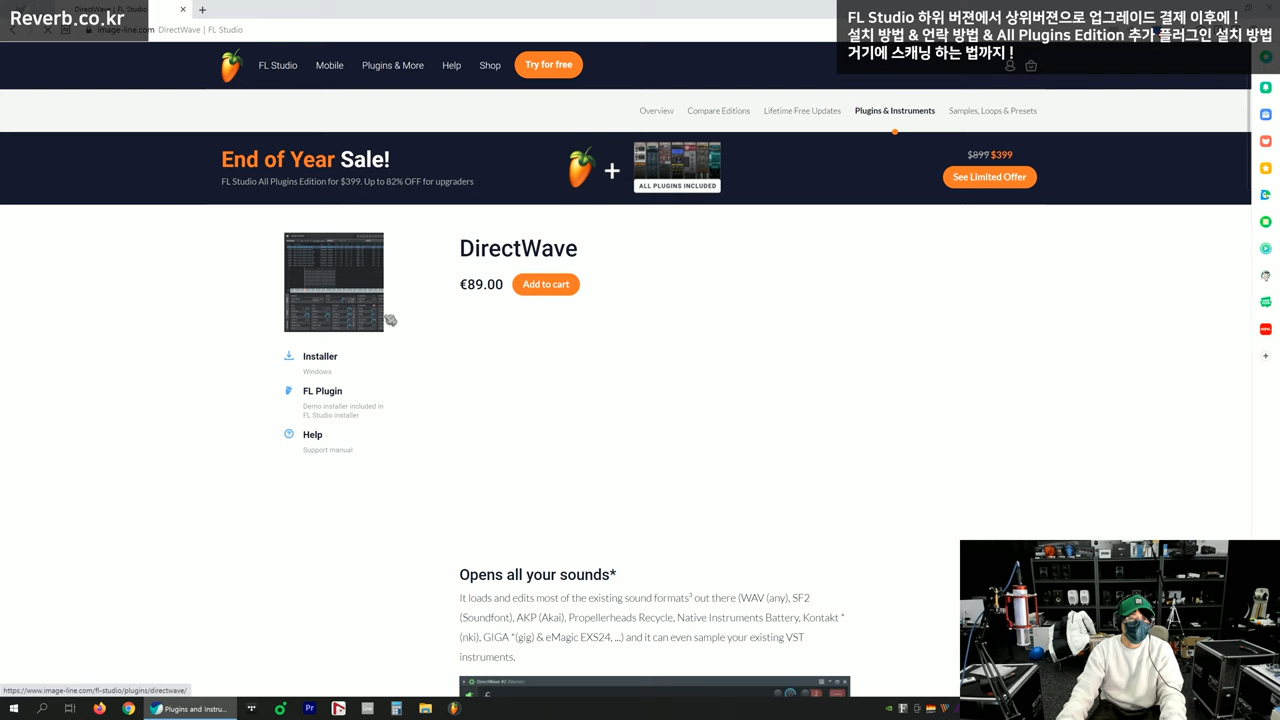 Reverb.co.kr
DirectWave | FL Studio
image-line.com DirectWave | FL Studio
FL Studio 하위 버젼에서 상위버젼으로 업그레이드 결제 이후에 !
설치 방법 & 언락 방법 & All Plugins Edition 추가 플러그인 설치 방법
거기에 스캐닝 하는 법까지 !
FL Studio Mobile Plugins & More Help Shop Try for free
Overview Compare Editions Lifetime Free Updates Plugins & Instruments Samples, Loops & Presets
End of Year Sale!
FL Studio All Plugins Edition for $399. Up to 82% OFF for upgraders
+
ALL PLUGINS INCLUDED
$899 $399
See Limited Offer
DirectWave
€89.00 Add to cart
Installer
Windows
FL Plugin
Demo installer included in
FL Studio installer
Help
Support manual
Opens all your sounds*
It loads and edits most of the existing sound formats³ out there (WAV (any), SF2
(Soundfont), AKP (Akai), Propellerheads Recycle, Native Instruments Battery, Kontakt *
(nki), GIGA *(gig) & eMagic EXS24, ...) and it can even sample your existing VST
instruments.
https://www.image-line.com/fl-studio/plugins/directwave/
Plugins and Instru...